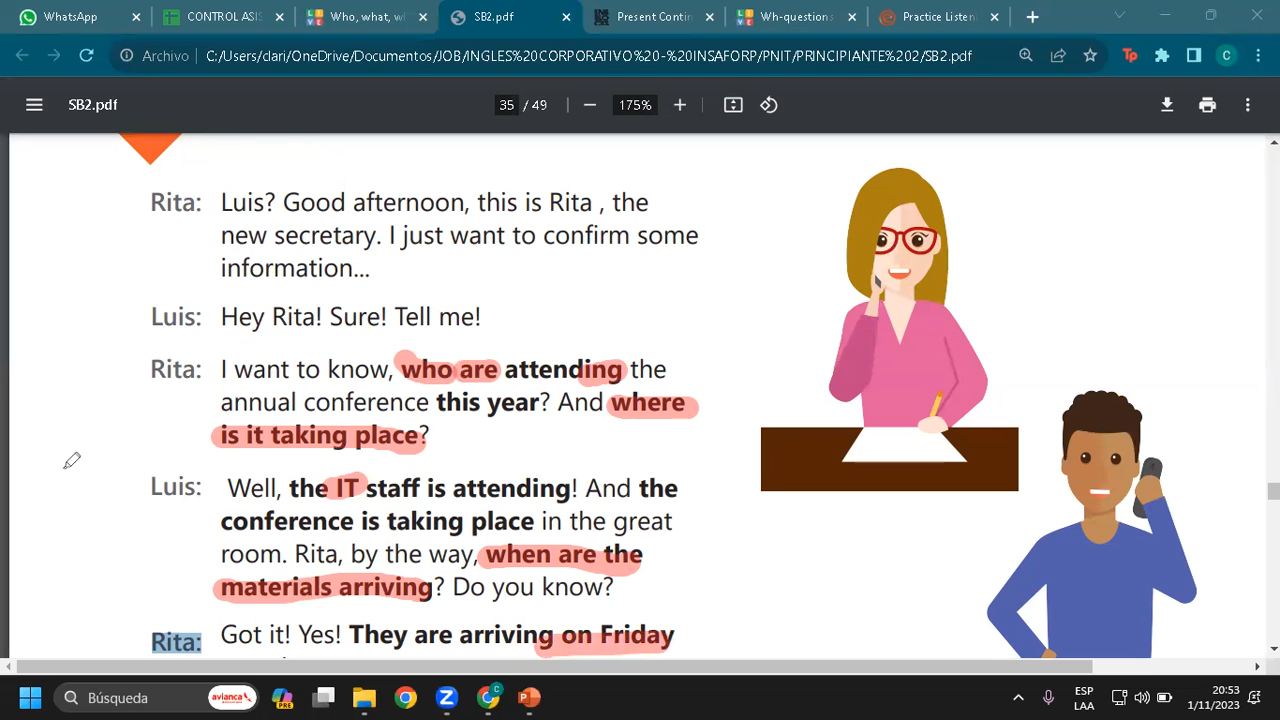 WhatsApp
CONTROL ASIS
Who, what, w
SB2.pdf
Present Contin
Wh-questions
Practice Listeni
Archivo C:/Users/clari/OneDrive/Documentos/JOB/INGLES%20CORPORATIVO%20-%20INSAFORP/PNIT/PRINCIPIANTE%202/SB2.pdf
SB2.pdf 35 / 49 175%
Rita: Luis? Good afternoon, this is Rita , the
new secretary. I just want to confirm some
information...
Luis: Hey Rita! Sure! Tell me!
Rita: I want to know, who are attending the
annual conference this year? And where
is it taking place?
Luis: Well, the IT staff is attending! And the
conference is taking place in the great
room. Rita, by the way, when are the
materials arriving? Do you know?
Rita: Got it! Yes! They are arriving on Friday
Búsqueda
avianca
PRE
ESP
LAA
20:53
1/11/2023